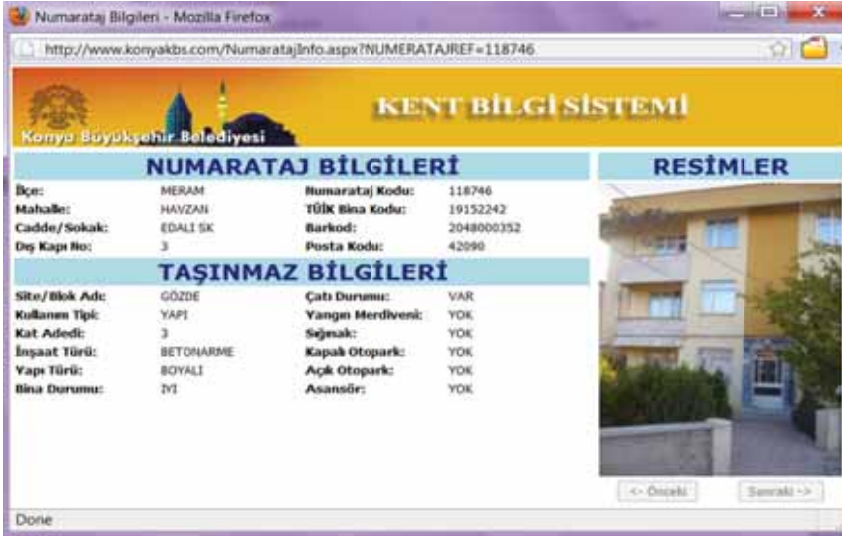 Numarataj Bilgileri - Mozilla Firefox
http://www.konyakbs.com/NumaratajInfo.aspx?NUMERATAJREF=118746
KENT BİLGİ SİSTEMİ
Konya Büyükşehir Belediyesi
NUMARATAJ BİLGİLERİ
RESİMLER
İlçe: MERAM Numarataj Kodu: 118746
Mahalle: HAVZAN TÜİK Bina Kodu: 19152242
Cadde/Sokak: EDALI SK Barkod: 2048000352
Dış Kapı No: 3 Posta Kodu: 42090
TAŞINMAZ BİLGİLERİ
Site/Blok Adı: GÖZDE Çatı Durumu: VAR
Kullanım Tipi: YAPI Yangın Merdiveni: YOK
Kat Adedi: 3 Sığınak: YOK
İnşaat Türü: BETONARME Kapalı Otopark: YOK
Yapı Türü: BOYALI Açık Otopark: YOK
Bina Durumu: İYİ Asansör: YOK
<- Önceki Sonraki ->
Done